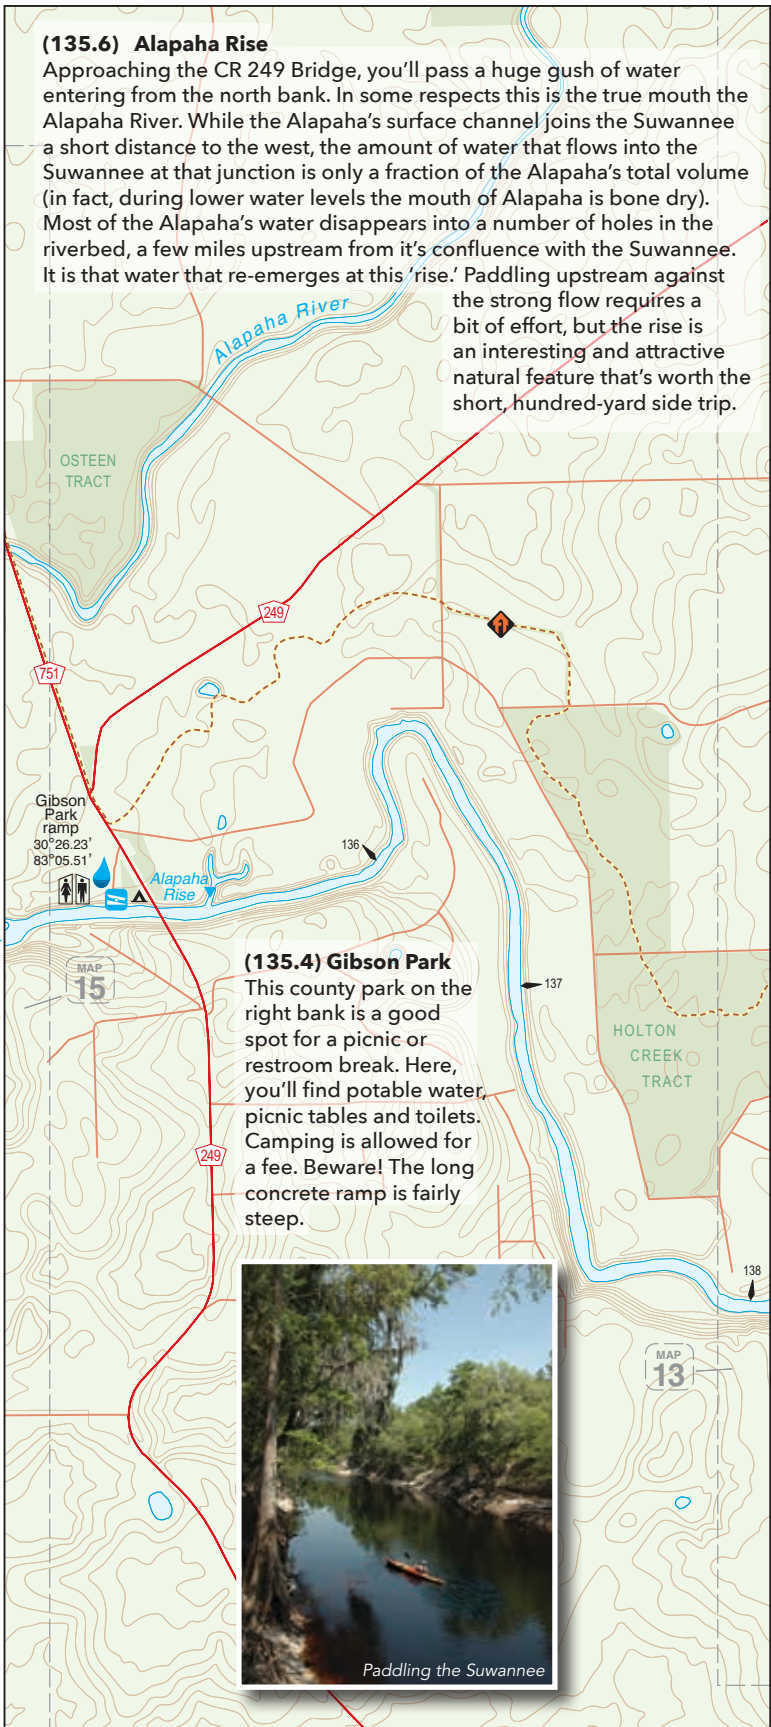 (135.6) Alapaha Rise
Approaching the CR 249 Bridge, you'll pass a huge gush of water
entering from the north bank. In some respects this is the true mouth the
Alapaha River. While the Alapaha's surface channel joins the Suwannee
a short distance to the west, the amount of water that flows into the
Suwannee at that junction is only a fraction of the Alapaha's total volume
(in fact, during lower water levels the mouth of Alapaha is bone dry).
Most of the Alapaha's water disappears into a number of holes in the
riverbed, a few miles upstream from it's confluence with the Suwannee.
It is that water that re-emerges at this 'rise.' Paddling upstream against
the strong flow requires a
bit of effort, but the rise is
an interesting and attractive
natural feature that's worth the
short, hundred-yard side trip.
Alapaha River
OSTEEN
TRACT
249
751
Gibson
Park
ramp
30°26.23'
83°05.51'
136
Alapaha
Rise
MAP
15
(135.4) Gibson Park
This county park on the
right bank is a good
spot for a picnic or
restroom break. Here,
you'll find potable water,
picnic tables and toilets.
Camping is allowed for
a fee. Beware! The long
concrete ramp is fairly
steep.
137
HOLTON
CREEK
TRACT
249
138
MAP
13
Paddling the Suwannee